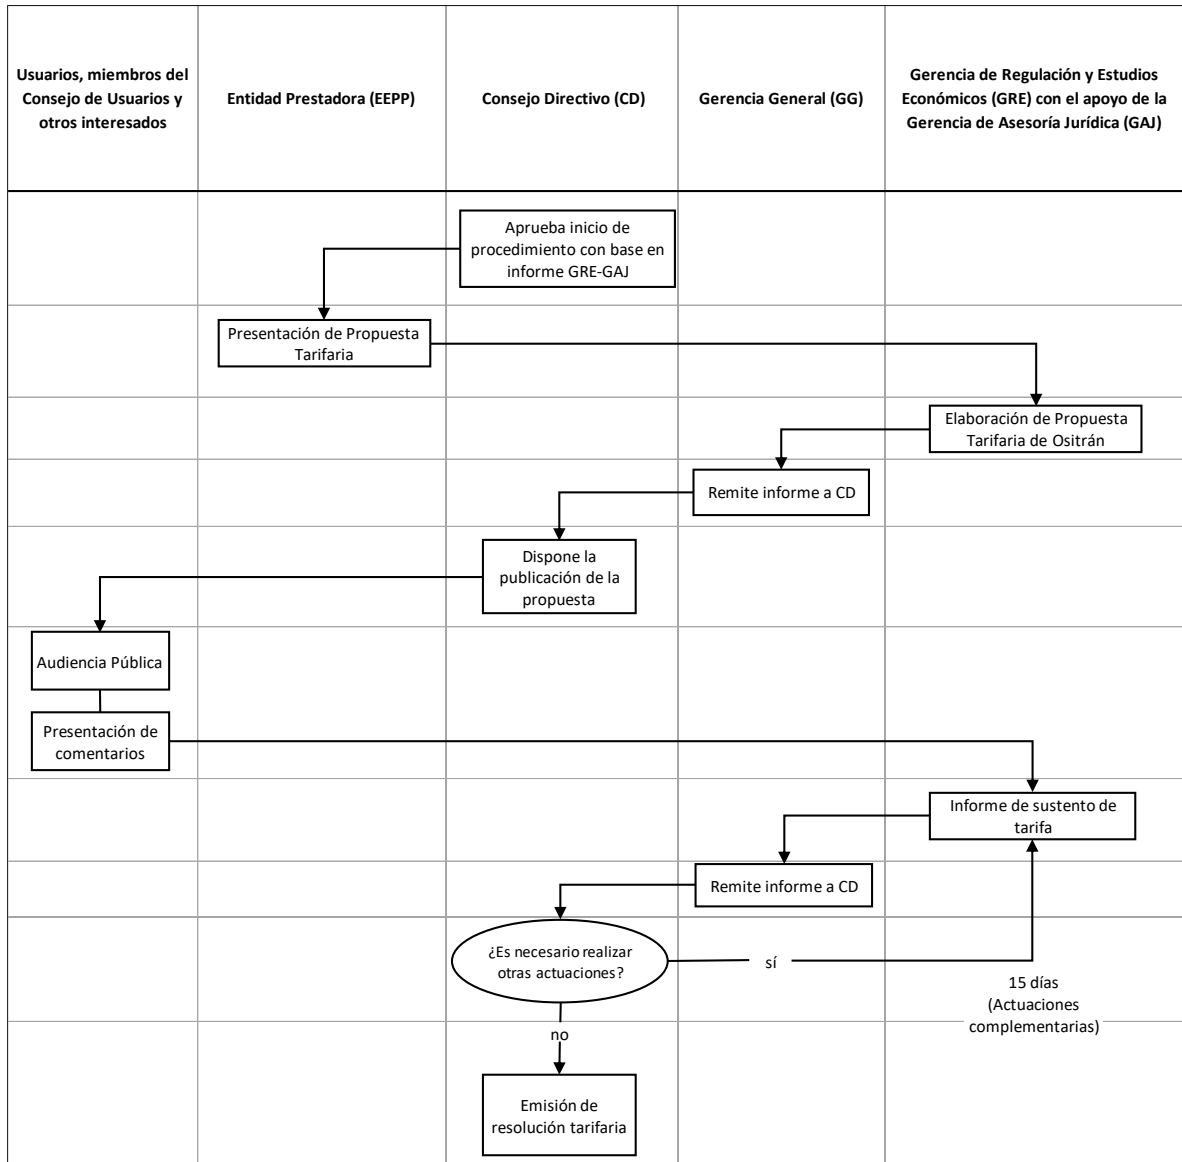 Usuarios, miembros del
Consejo de Usuarios y
otros interesados
Entidad Prestadora (EEPP)
Consejo Directivo (CD)
Gerencia General (GG)
Gerencia de Regulación y Estudios
Económicos (GRE) con el apoyo de la
Gerencia de Asesoría Jurídica (GAJ)
Aprueba inicio de
procedimiento con base en
informe GRE-GAJ
Presentación de Propuesta
Tarifaria
Elaboración de Propuesta
Tarifaria de Ositrán
Remite informe a CD
Dispone la
publicación de la
propuesta
Audiencia Pública
Presentación de
comentarios
Informe de sustento de
tarifa
Remite informe a CD
¿Es necesario realizar
otras actuaciones?
sí
15 días
(Actuaciones
complementarias)
no
Emisión de
resolución tarifaria